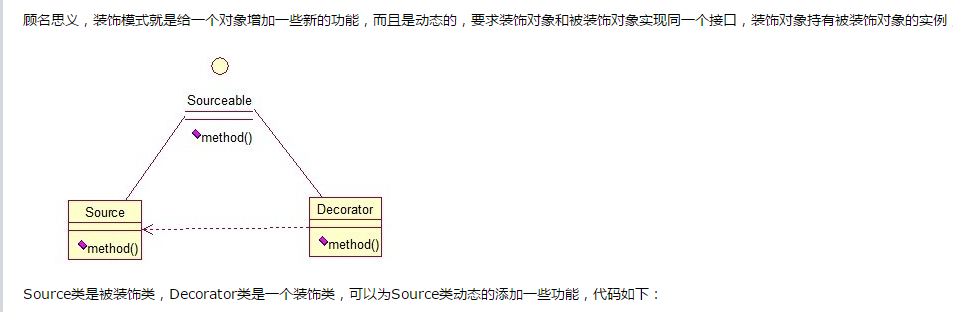 顾名思义，装饰模式就是给一个对象增加一些新的功能，而且是动态的，要求装饰对象和被装饰对象实现同一个接口，装饰对象持有被装饰对象的实例
Sourceable
method()
Source
method()
Decorator
method()
Source类是被装饰类，Decorator类是一个装饰类，可以为Source类动态的添加一些功能，代码如下：